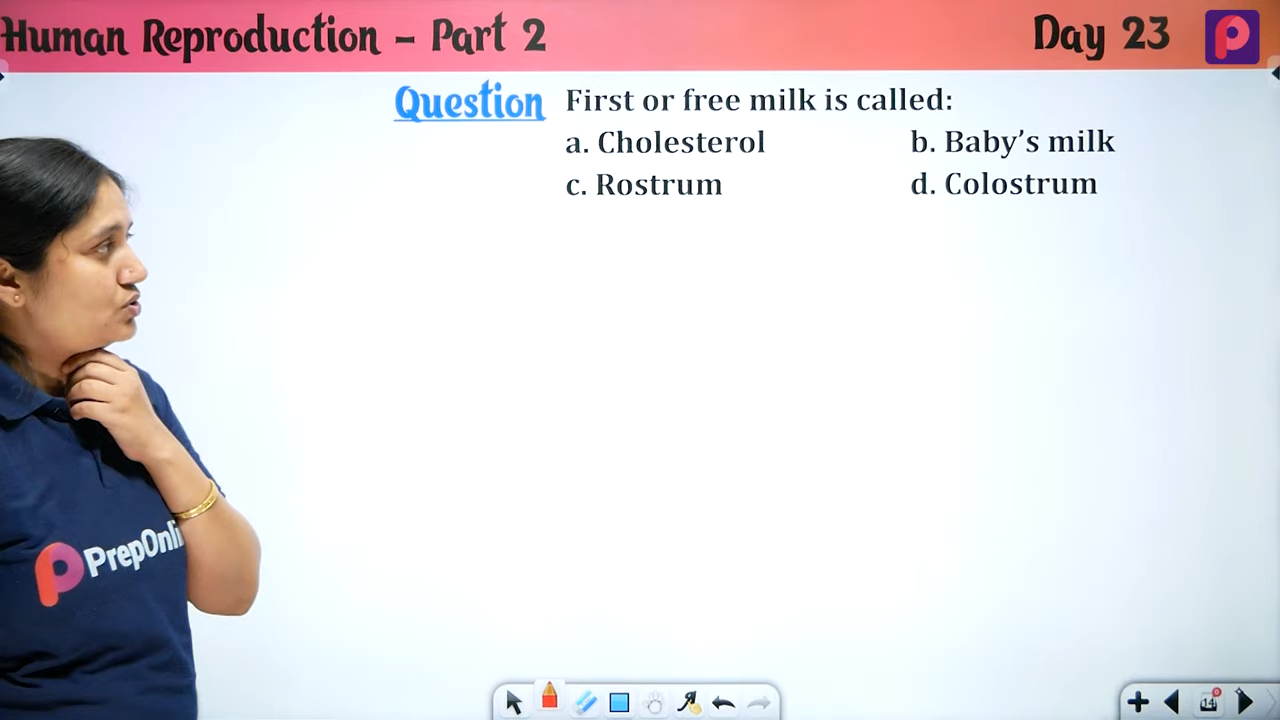 Human Reproduction – Part 2 Day 23
Question First or free milk is called:
a. Cholesterol b. Baby's milk
c. Rostrum d. Colostrum
PrepOnli
14